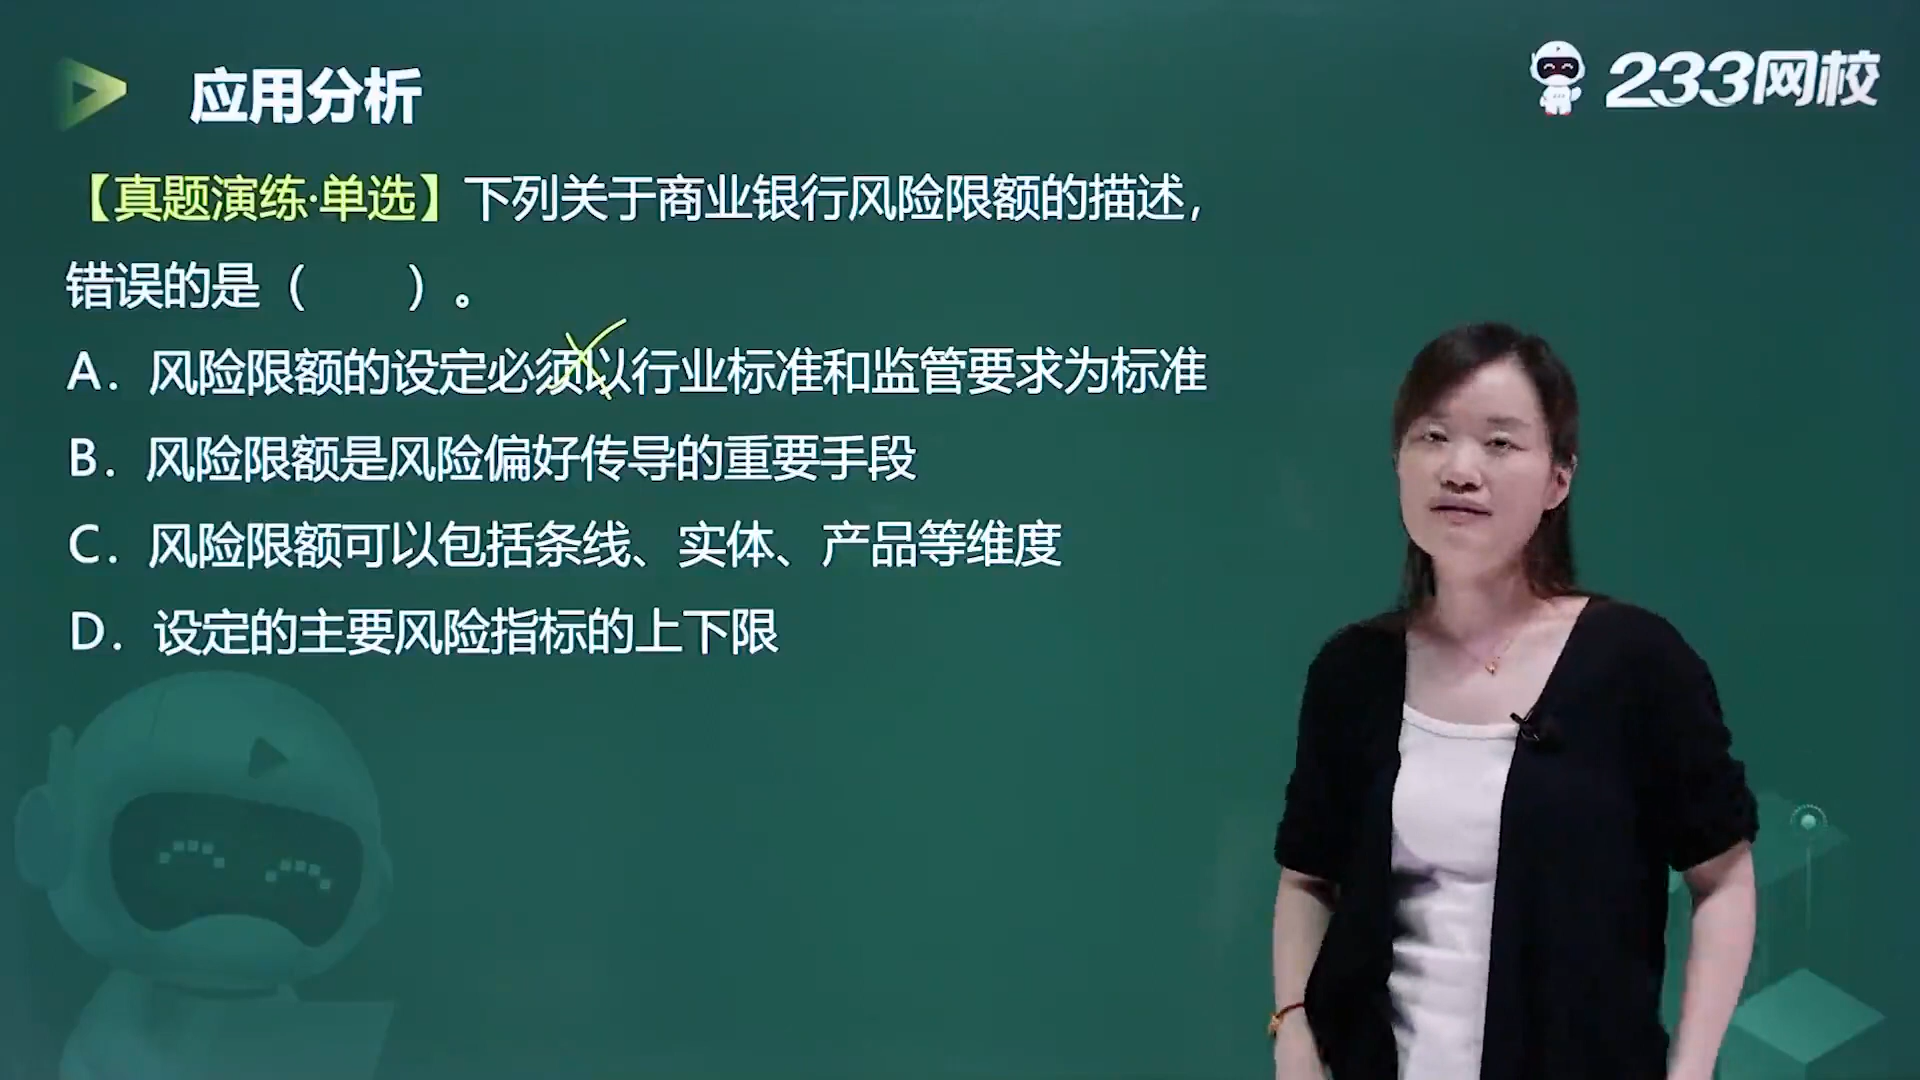 应用分析
233网校
【真题演练·单选】下列关于商业银行风险限额的描述，
错误的是（　　）。
A．风险限额的设定必须以行业标准和监管要求为标准
B．风险限额是风险偏好传导的重要手段
C．风险限额可以包括条线、实体、产品等维度
D．设定的主要风险指标的上下限